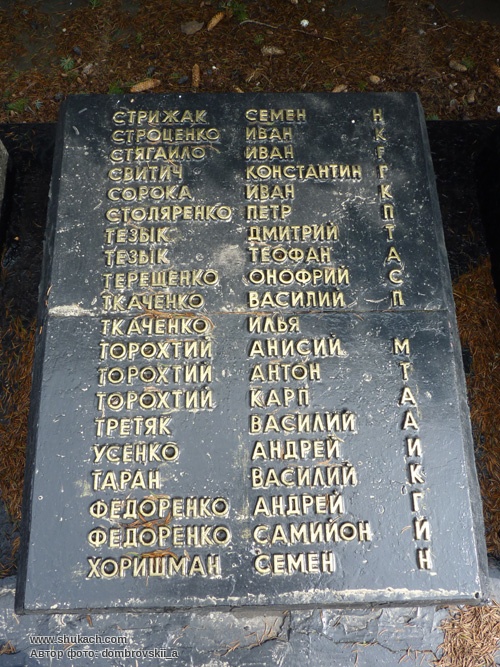 СТРИЖАК СЕМЕН Н
СТРОЦЕНКО ИВАН К
СТЯГАЙЛО ИВАН F
СВИТИЧ КОНСТАНТИН Г
СОРОКА ИВАН К
СТОЛЯРЕНКО ПЕТР П
ТЕЗЫК ДМИТРИЙ Т
ТЕЗЫК ТЕОФАН А
ТЕРЕЩЕНКО ОНОФРИЙ С
ТКАЧЕНКО ВАСИЛИЙ П
ТКАЧЕНКО ИЛЬЯ
ТОРОХТИЙ АНИСИЙ М
ТОРОХТИЙ АНТОН Т
ТОРОХТИЙ КАРП А
ТРЕТЯК ВАСИЛИЙ А
УСЕНКО АНДРЕЙ И
ТАРАН ВАСИЛИЙ К
ФЕДОРЕНКО АНДРЕЙ Г
ФЕДОРЕНКО САМИЙОН Й
ХОРИШМАН СЕМЕН Н
www.shukach.com
Автор фото: dombrovskii_a